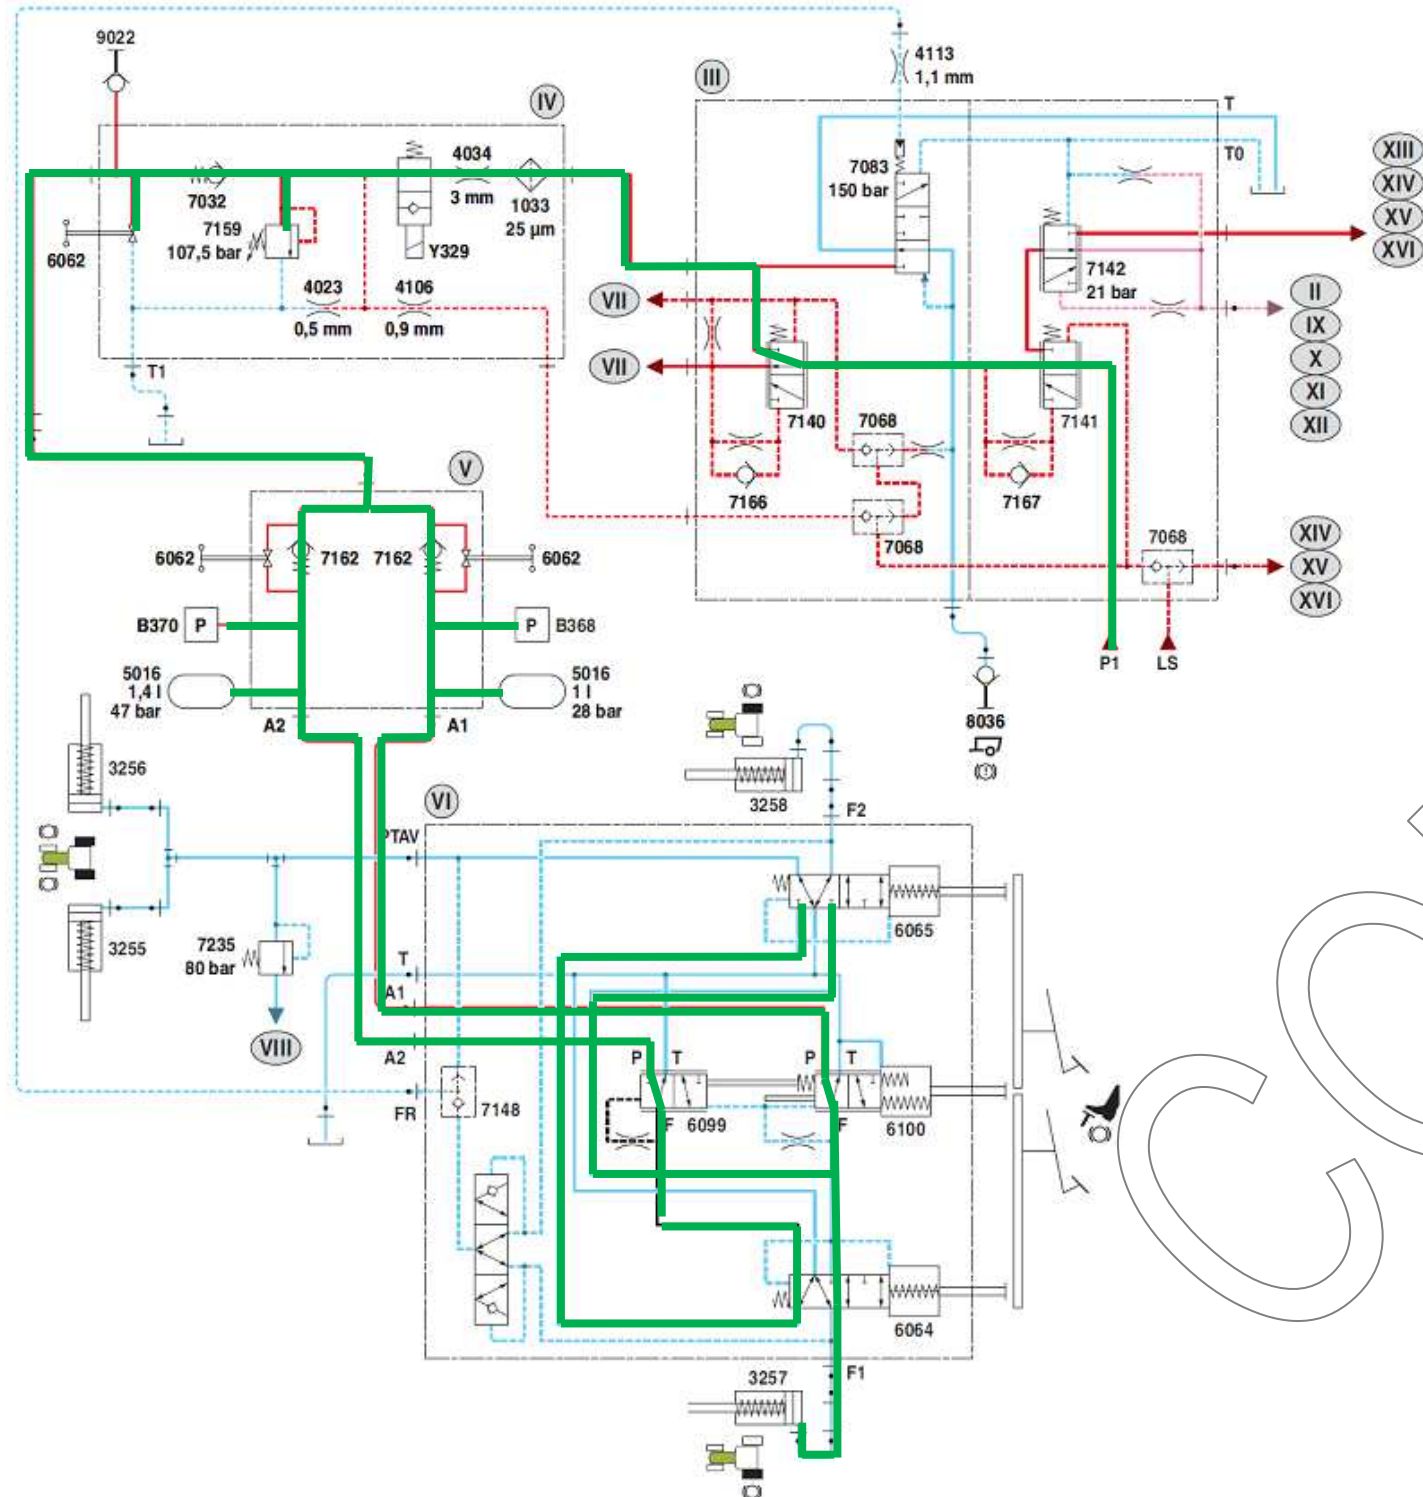 9022
4113
1,1 mm
III
IV
T
XIII
T0
4034
7083
150 bar
XIV
3 mm
7032
1033
25 µm
7159
107,5 bar
XV
Y329
XVI
6062
7142
21 bar
4023
0,5 mm
4106
0,9 mm
VII
II
IX
T1
VII
X
XI
7140
7068
7141
XII
V
7166
7167
7068
7068
XIV
6062
7162
7162
6062
XV
XVI
B370
P
P
B368
P1
LS
5016
1,4 l
47 bar
5016
1 l
28 bar
A2
A1
8036
3256
3258
VI
F2
PTAV
6065
3255
7235
80 bar
T
A1
VIII
A2
P
T
P
T
FR
7148
F
6099
F
6100
6064
3257
F1